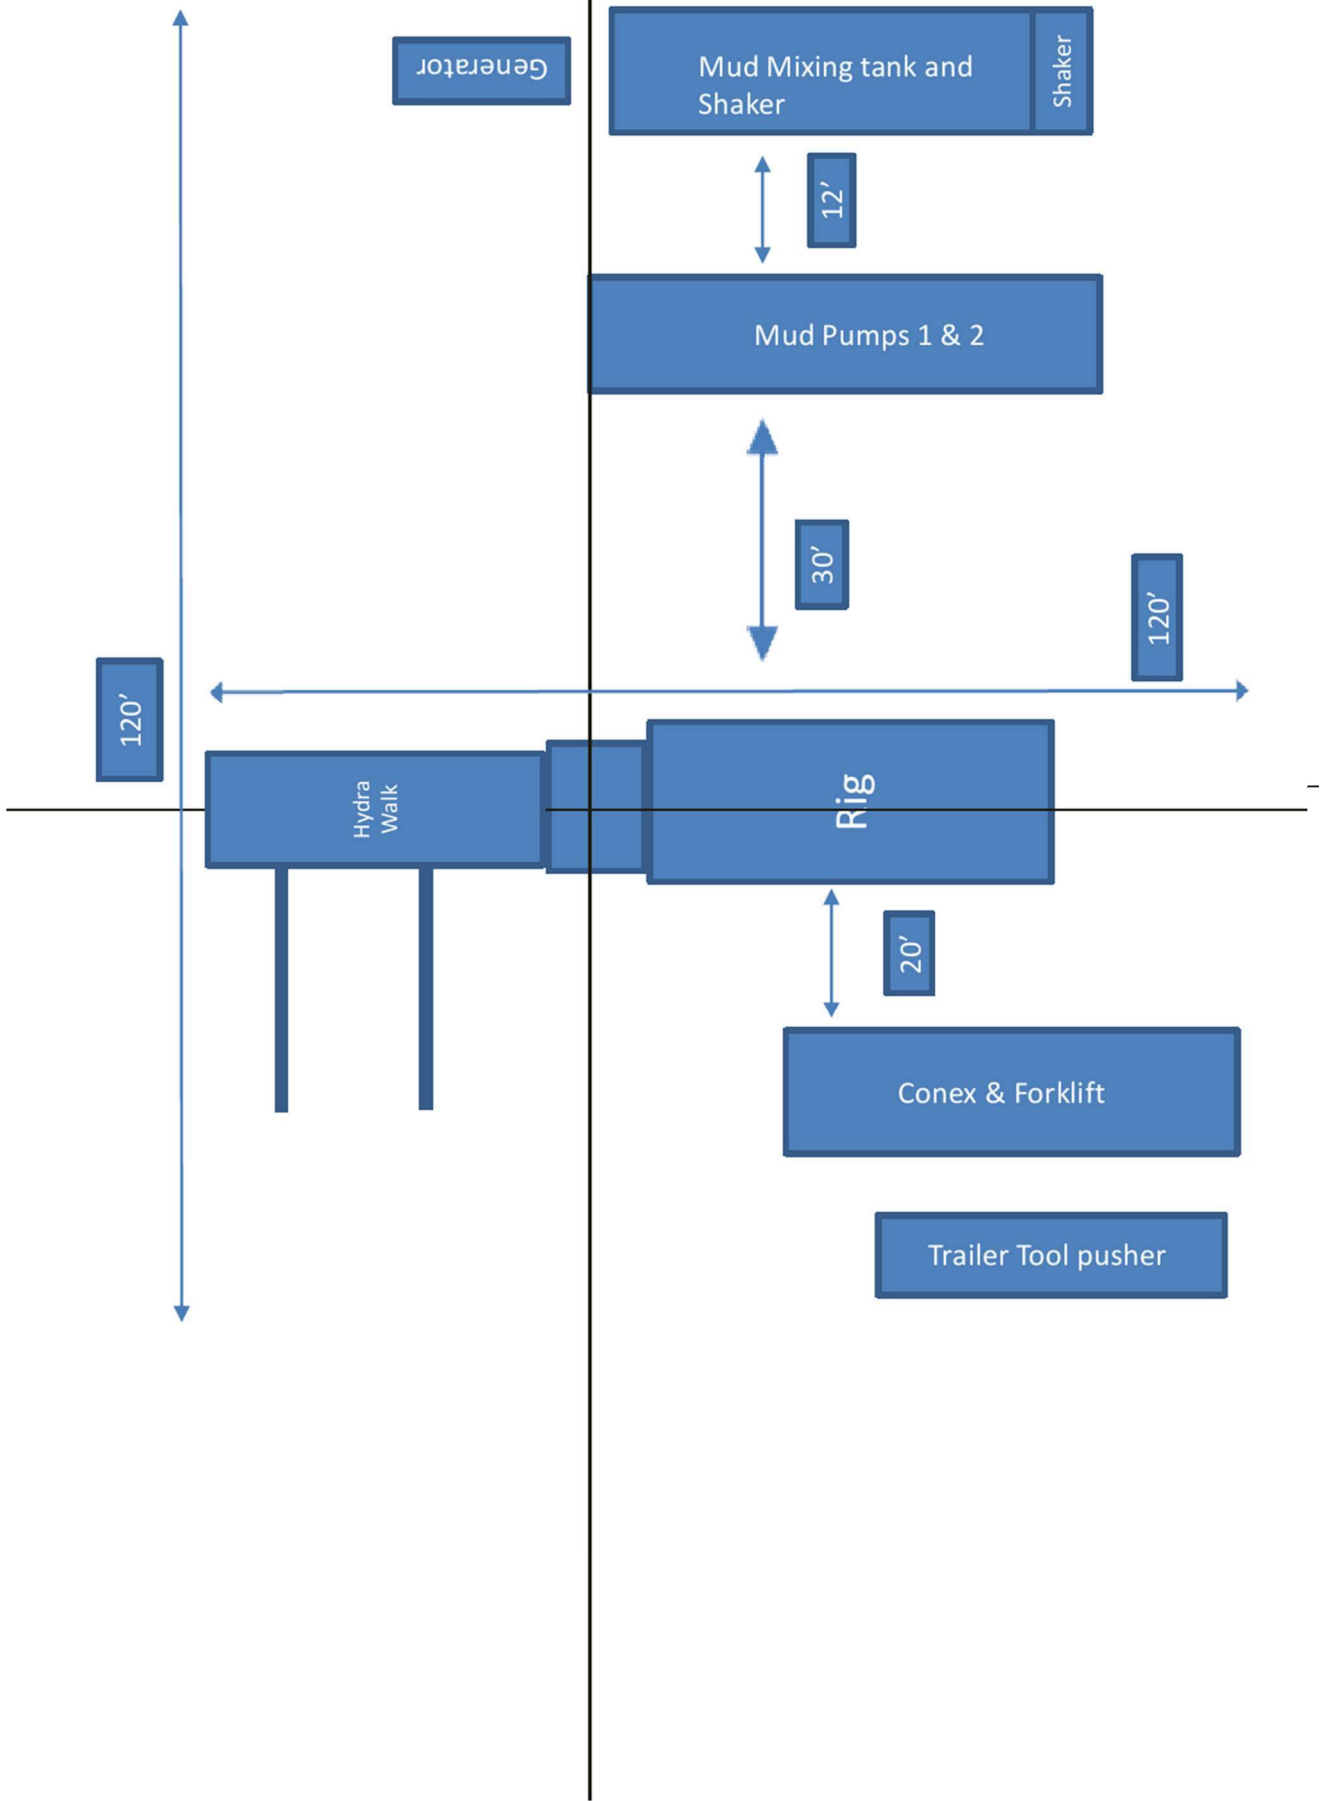 Generator
Mud Mixing tank and
Shaker
Shaker
12’
Mud Pumps 1 & 2
30’
120’
120’
Hydra
Walk
Rig
20’
Conex & Forklift
Trailer Tool pusher